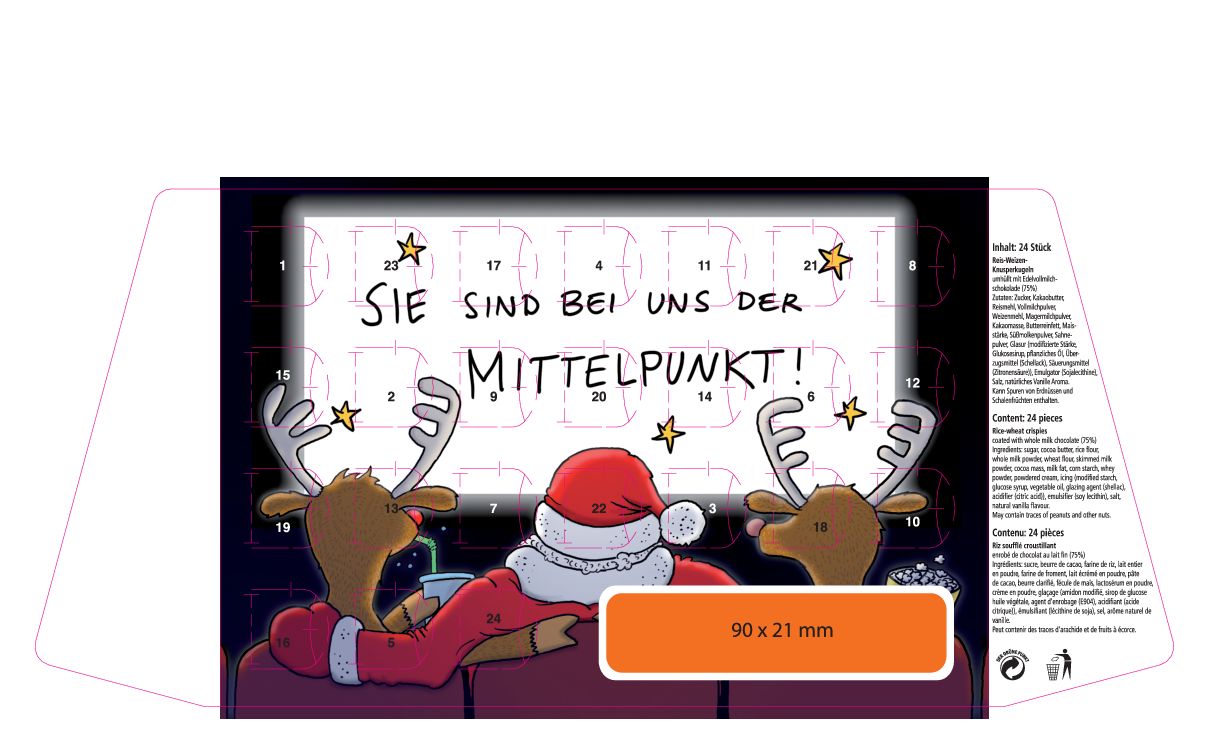 1 23 17 4 11 21 8
SIE SIND BEI UNS DER
MITTELPUNKT!
15 2 9 20 14 6 12
19 13 7 22 3 18 10
16 5 24
90 x 21 mm
Inhalt: 24 Stück
Reis-Weizen-
Knusperkugeln
umhüllt mit Edelvollmilch-
schokolade (75%)
Zutaten: Zucker, Kakaobutter,
Reismehl, Vollmilchpulver,
Weizenmehl, Magermilchpulver,
Kakaomasse, Butterreinfett, Mais-
stärke, Süßmolkenpulver, Sahne-
pulver, Glasur (modifizierte Stärke,
Glukosesirup, pflanzliches Öl, Über-
zugsmittel (Schellack), Säuerungsmittel
(Zitronensäure)), Emulgator (Sojalecithine),
Salz, natürliches Vanille Aroma.
Kann Spuren von Erdnüssen und
Schalenfrüchten enthalten.
Content: 24 pieces
Rice-wheat crispies
coated with whole milk chocolate (75%)
Ingredients: sugar, cocoa butter, rice flour,
whole milk powder, wheat flour, skimmed milk
powder, cocoa mass, milk fat, corn starch, whey
powder, powdered cream, icing (modified starch,
glucose syrup, vegetable oil, glazing agent (shellac),
acidifier (citric acid)), emulsifier (soy lecithin), salt,
natural vanilla flavour.
May contain traces of peanuts and other nuts.
Contenu: 24 pièces
Riz soufflé croustillant
enrobé de chocolat au lait fin (75%)
Ingrédients: sucre, beurre de cacao, farine de riz, lait entier
en poudre, farine de froment, lait écrémé en poudre, pâte
de cacao, beurre clarifié, fécule de maïs, lactosérum en poudre,
crème en poudre, glaçage (amidon modifié, sirop de glucose
huile végétale, agent d'enrobage (E904), acidifiant (acide
citrique)), émulsifiant (lécithine de soja), sel, arôme naturel de
vanille.
Peut contenir des traces d'arachide et de fruits à écorce.
DER GRÜNE PUNKT